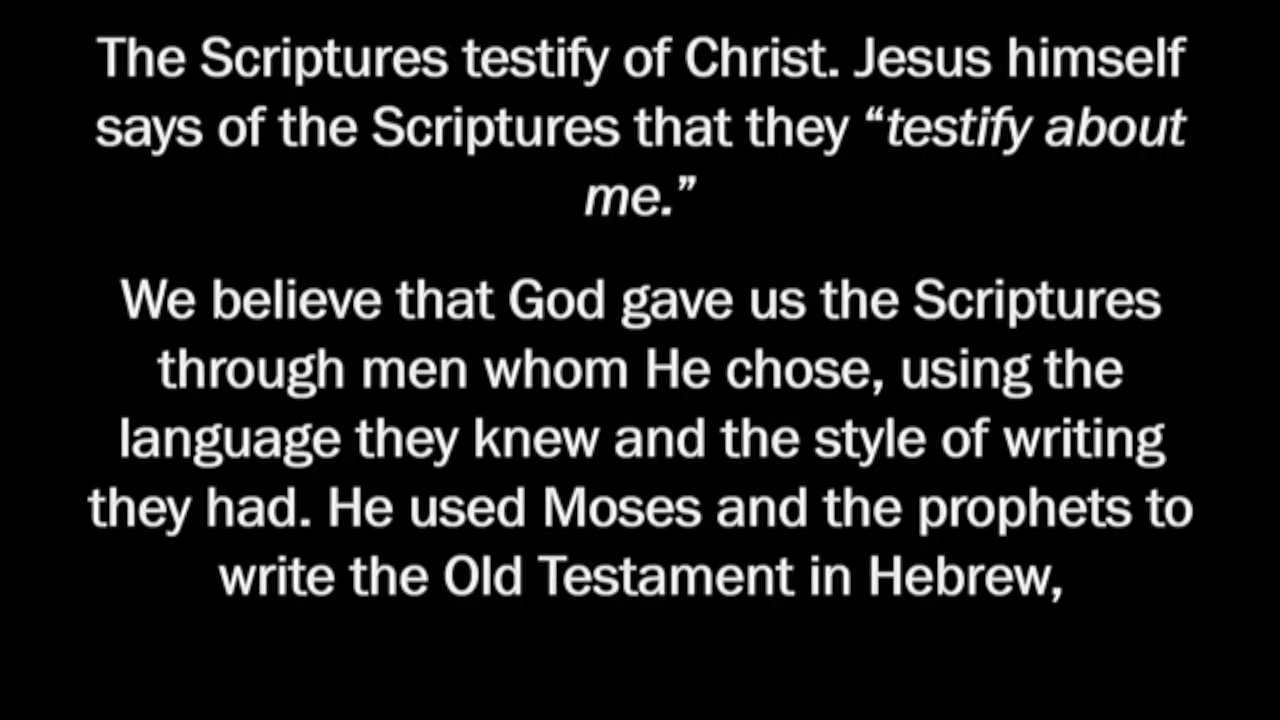 The Scriptures testify of Christ. Jesus himself
says of the Scriptures that they “testify about
me.”
We believe that God gave us the Scriptures
through men whom He chose, using the
language they knew and the style of writing
they had. He used Moses and the prophets to
write the Old Testament in Hebrew,